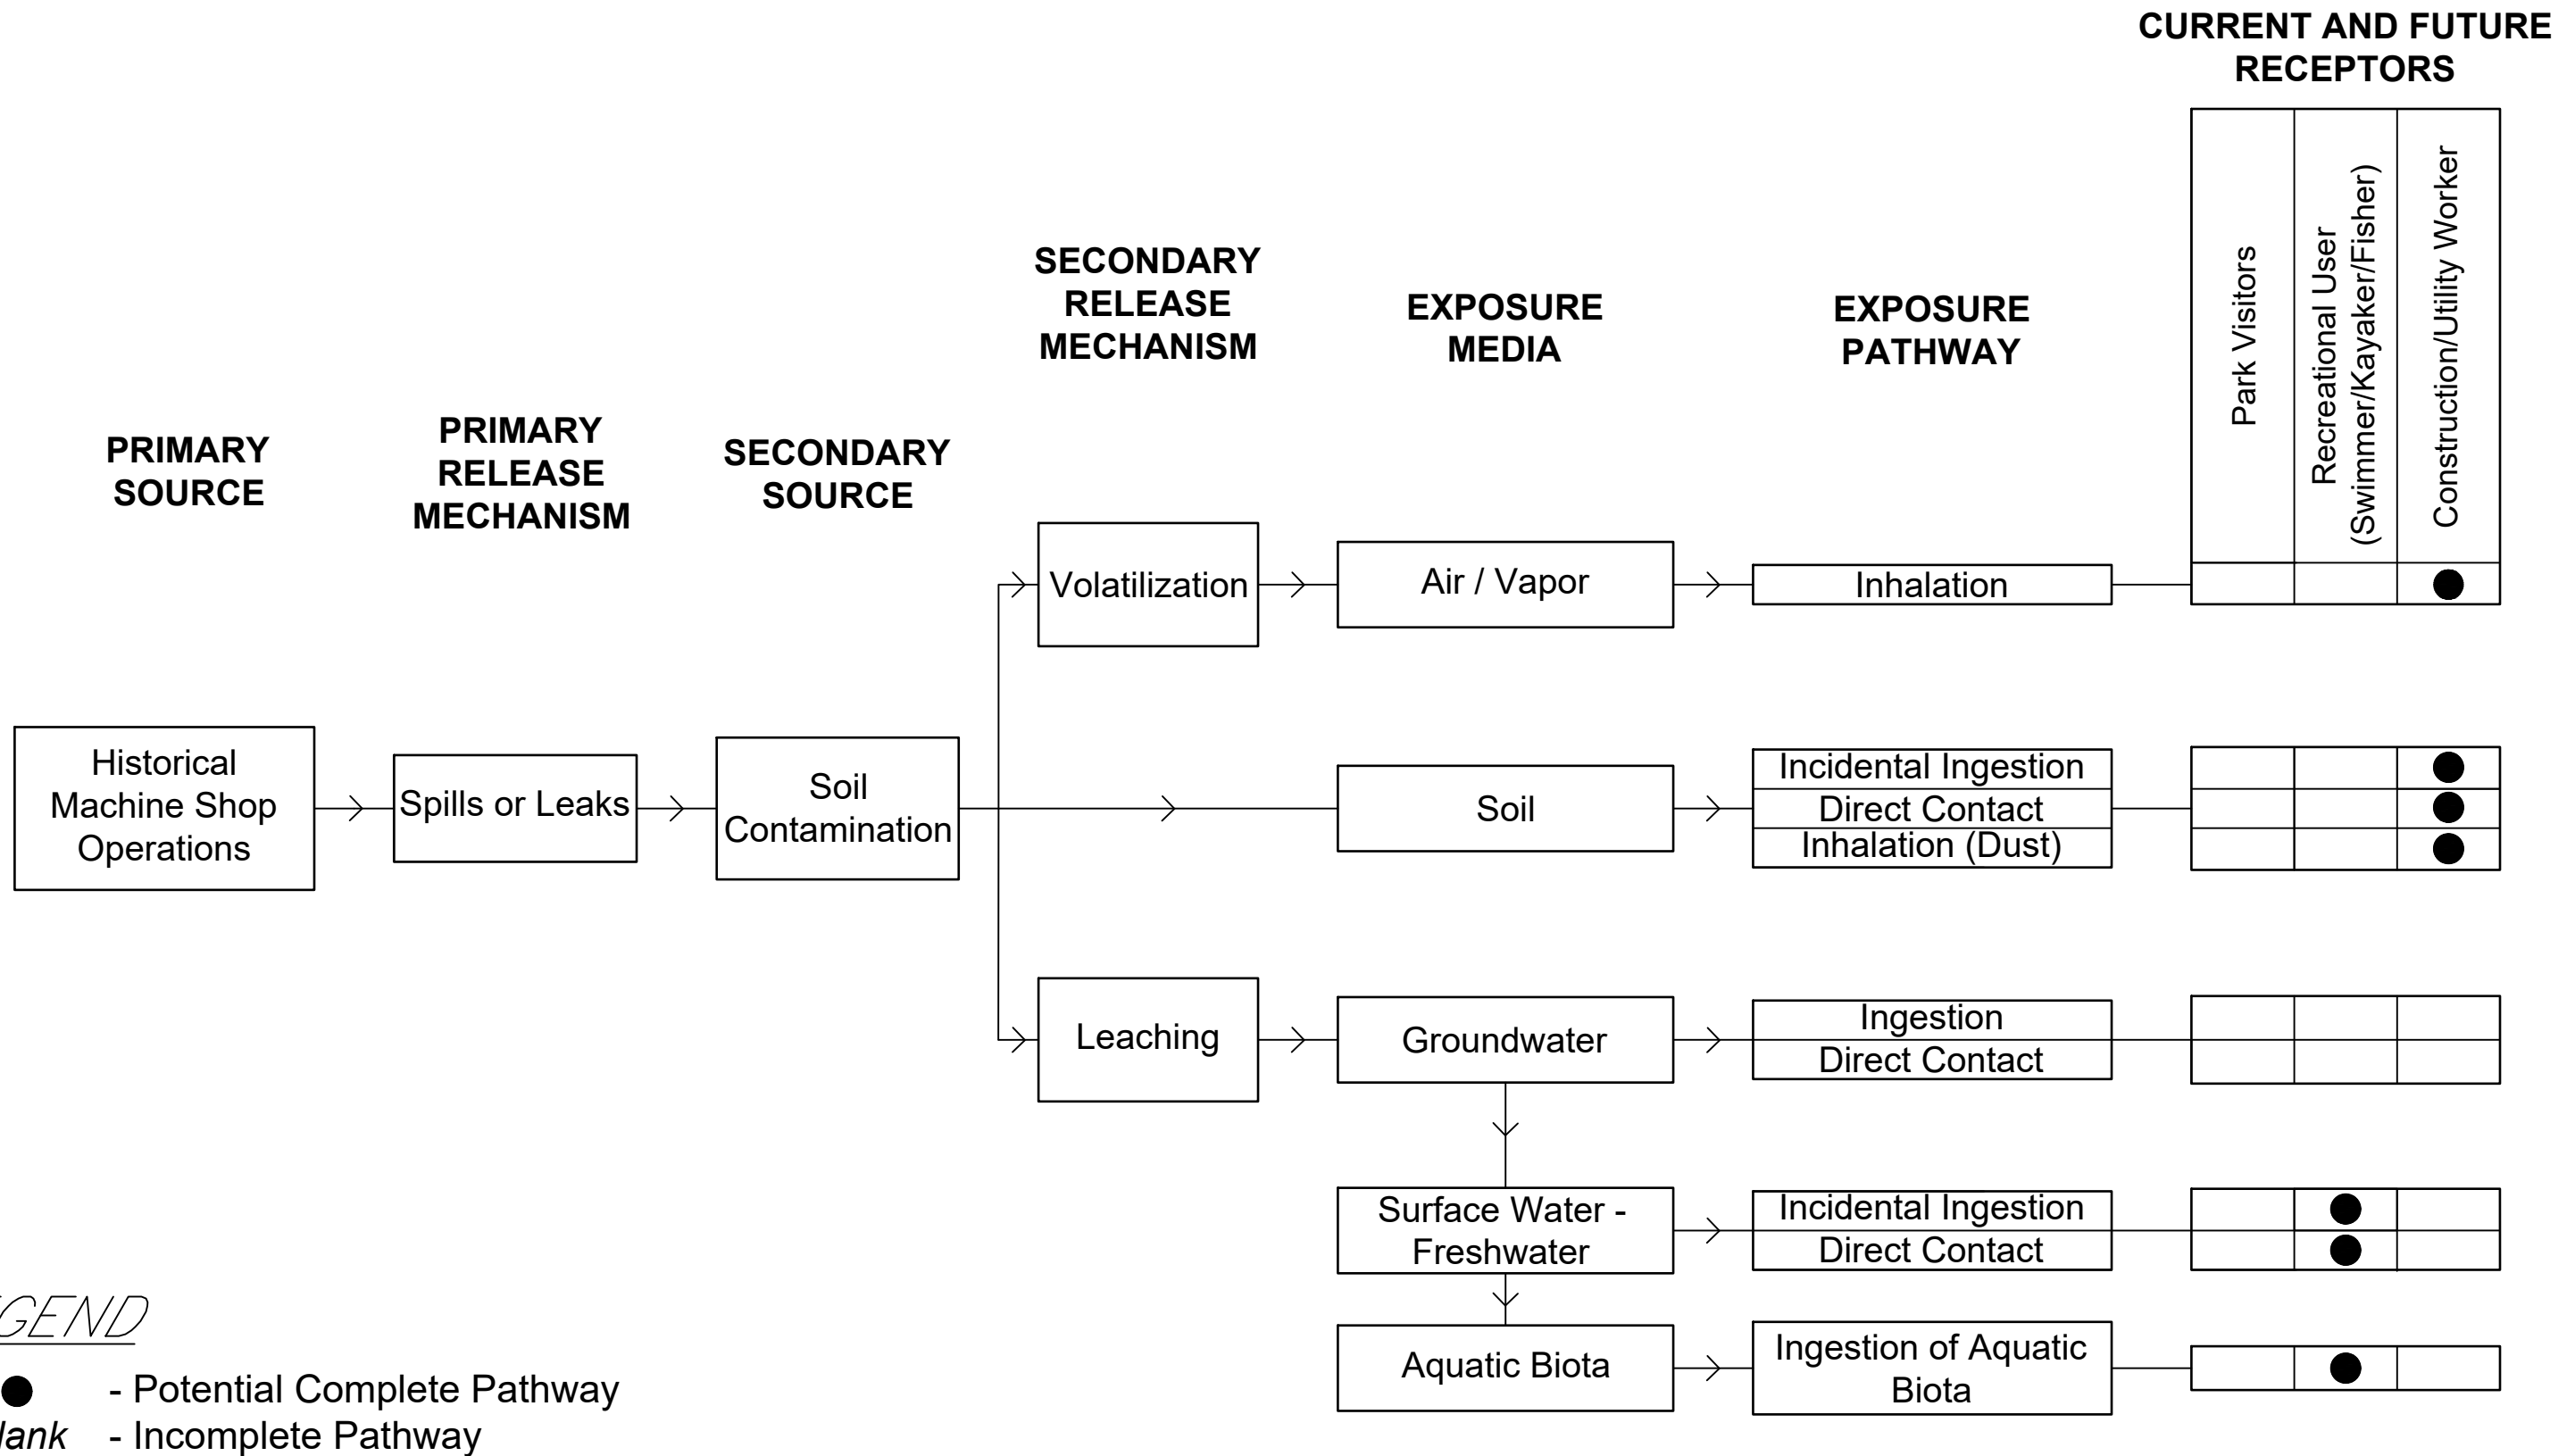 CURRENT AND FUTURE
RECEPTORS
Park Visitors
Recreational User
(Swimmer/Kayaker/Fisher)
Construction/Utility Worker
SECONDARY
RELEASE
MECHANISM
EXPOSURE
MEDIA
EXPOSURE
PATHWAY
PRIMARY
SOURCE
PRIMARY
RELEASE
MECHANISM
SECONDARY
SOURCE
Volatilization
Air / Vapor
Inhalation
Historical
Machine Shop
Operations
Spills or Leaks
Soil
Contamination
Soil
Incidental Ingestion
Direct Contact
Inhalation (Dust)
Leaching
Groundwater
Ingestion
Direct Contact
Surface Water -
Freshwater
Incidental Ingestion
Direct Contact
Aquatic Biota
Ingestion of Aquatic
Biota
GEND
- Potential Complete Pathway
lank - Incomplete Pathway